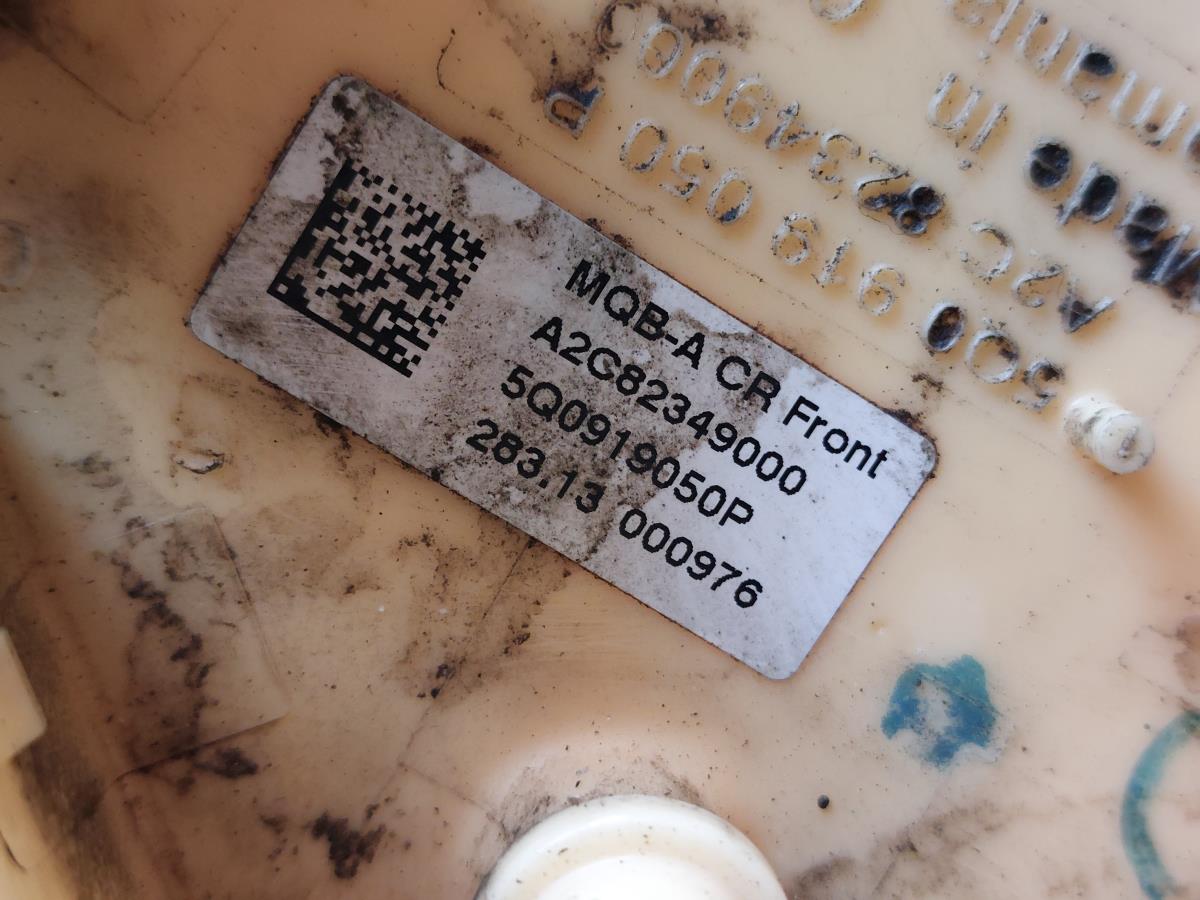 MQB-A CR Front
A2C82349000
5Q0919050P
283.13 000976
5Q0 919 050 P
A2C 82349000
Made in